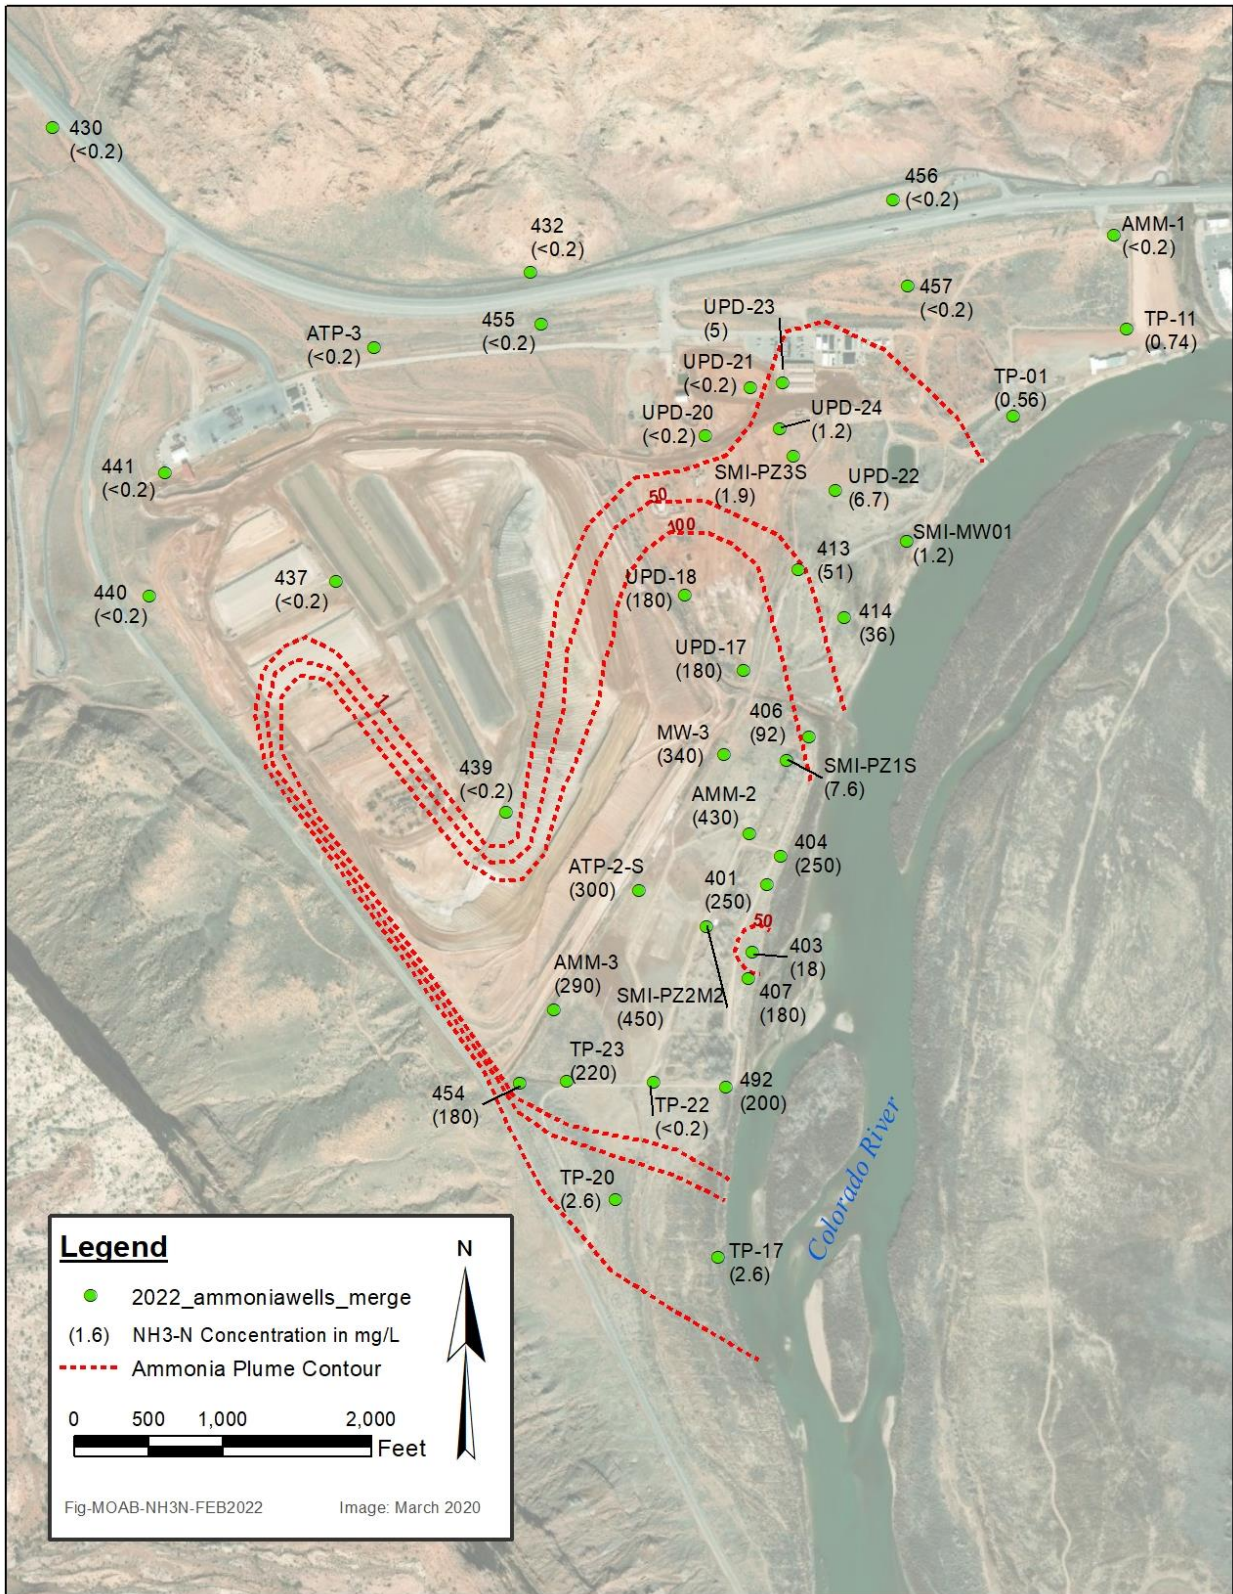 430
(<0.2)
456
(<0.2)
432
(<0.2)
AMM-1
(<0.2)
457
(<0.2)
UPD-23
(5)
455
(<0.2)
ATP-3
(<0.2)
TP-11
(0.74)
UPD-21
(<0.2)
TP-01
(0.56)
UPD-20
(<0.2)
UPD-24
(1.2)
441
(<0.2)
SMI-PZ3S
(1.9)
UPD-22
(6.7)
50
100
SMI-MW01
(1.2)
413
(51)
437
(<0.2)
UPD-18
(180)
440
(<0.2)
414
(36)
UPD-17
(180)
1
406
(92)
MW-3
(340)
SMI-PZ1S
(7.6)
439
(<0.2)
AMM-2
(430)
404
(250)
ATP-2-S
(300)
401
(250)
50
403
(18)
AMM-3
(290)
SMI-PZ2M2
(450)
407
(180)
TP-23
(220)
454
(180)
TP-22
(<0.2)
492
(200)
Colorado River
TP-20
(2.6)
TP-17
(2.6)
Legend
N
2022_ammoniawells_merge
(1.6) NH3-N Concentration in mg/L
Ammonia Plume Contour
0 500 1,000 2,000
Feet
Fig-MOAB-NH3N-FEB2022 Image: March 2020